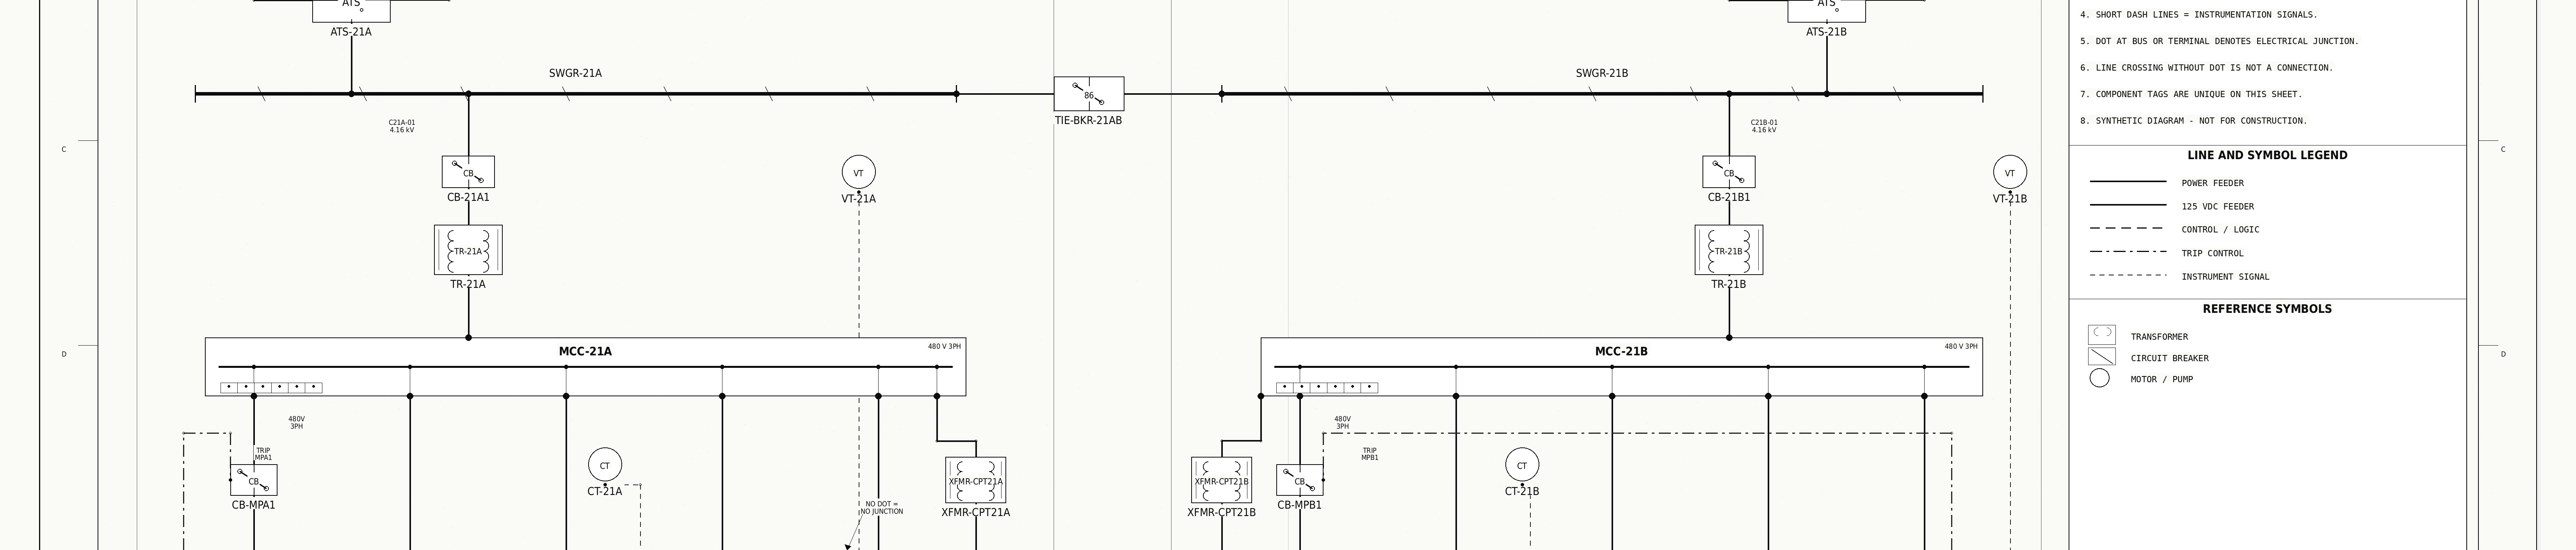 ATS
ATS
ATS-21A
ATS-21B
4. SHORT DASH LINES = INSTRUMENTATION SIGNALS.
5. DOT AT BUS OR TERMINAL DENOTES ELECTRICAL JUNCTION.
6. LINE CROSSING WITHOUT DOT IS NOT A CONNECTION.
7. COMPONENT TAGS ARE UNIQUE ON THIS SHEET.
8. SYNTHETIC DIAGRAM - NOT FOR CONSTRUCTION.
SWGR-21A
SWGR-21B
86
TIE-BKR-21AB
C21A-01
4.16 kV
C21B-01
4.16 kV
C
C
LINE AND SYMBOL LEGEND
POWER FEEDER
125 VDC FEEDER
CONTROL / LOGIC
TRIP CONTROL
INSTRUMENT SIGNAL
CB
CB-21A1
VT
VT-21A
CB
CB-21B1
VT
VT-21B
TR-21A
TR-21A
TR-21B
TR-21B
REFERENCE SYMBOLS
TRANSFORMER
CIRCUIT BREAKER
MOTOR / PUMP
D
D
MCC-21A
480 V 3PH
MCC-21B
480 V 3PH
480V
3PH
480V
3PH
TRIP
MPA1
TRIP
MPB1
CB
CB-MPA1
CT
CT-21A
NO DOT =
NO JUNCTION
XFMR-CPT21A
XFMR-CPT21A
XFMR-CPT21B
XFMR-CPT21B
CB
CB-MPB1
CT
CT-21B